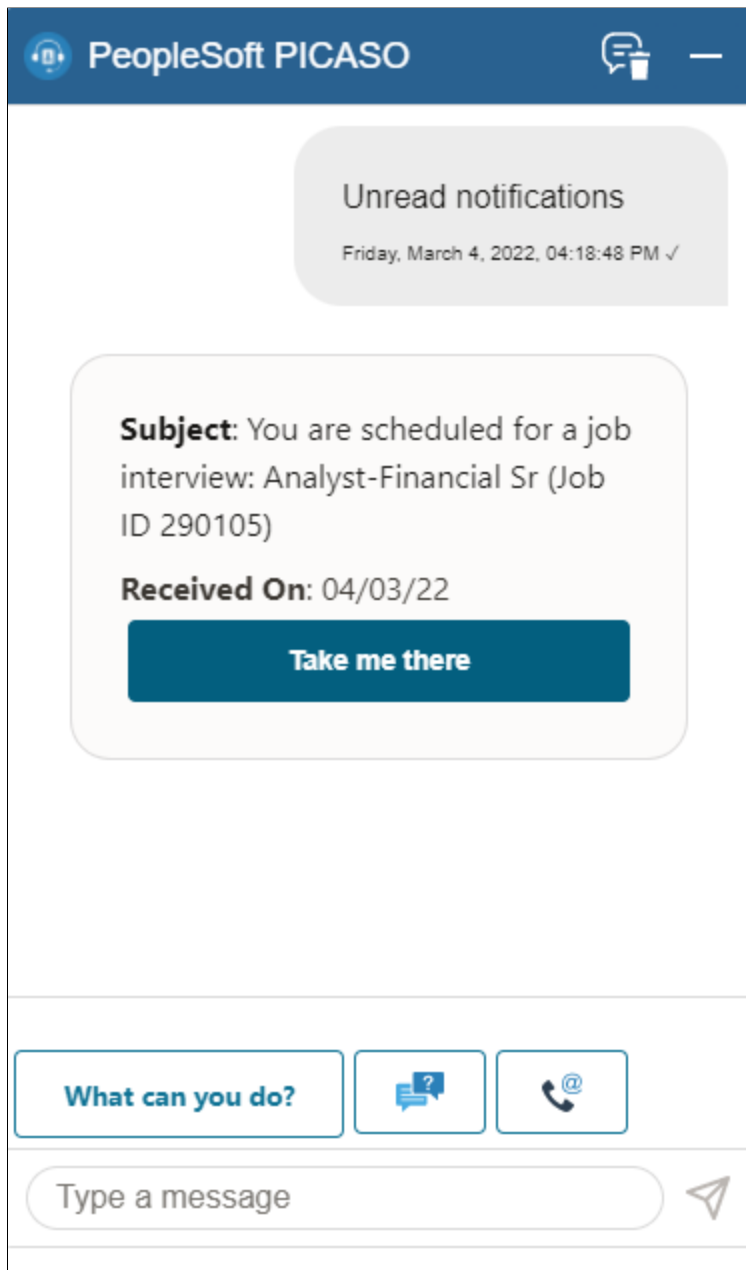 PeopleSoft PICASO
Unread notifications
Friday, March 4, 2022, 04:18:48 PM ✓
Subject: You are scheduled for a job
interview: Analyst-Financial Sr (Job
ID 290105)
Received On: 04/03/22
Take me there
What can you do?
?
@
Type a message